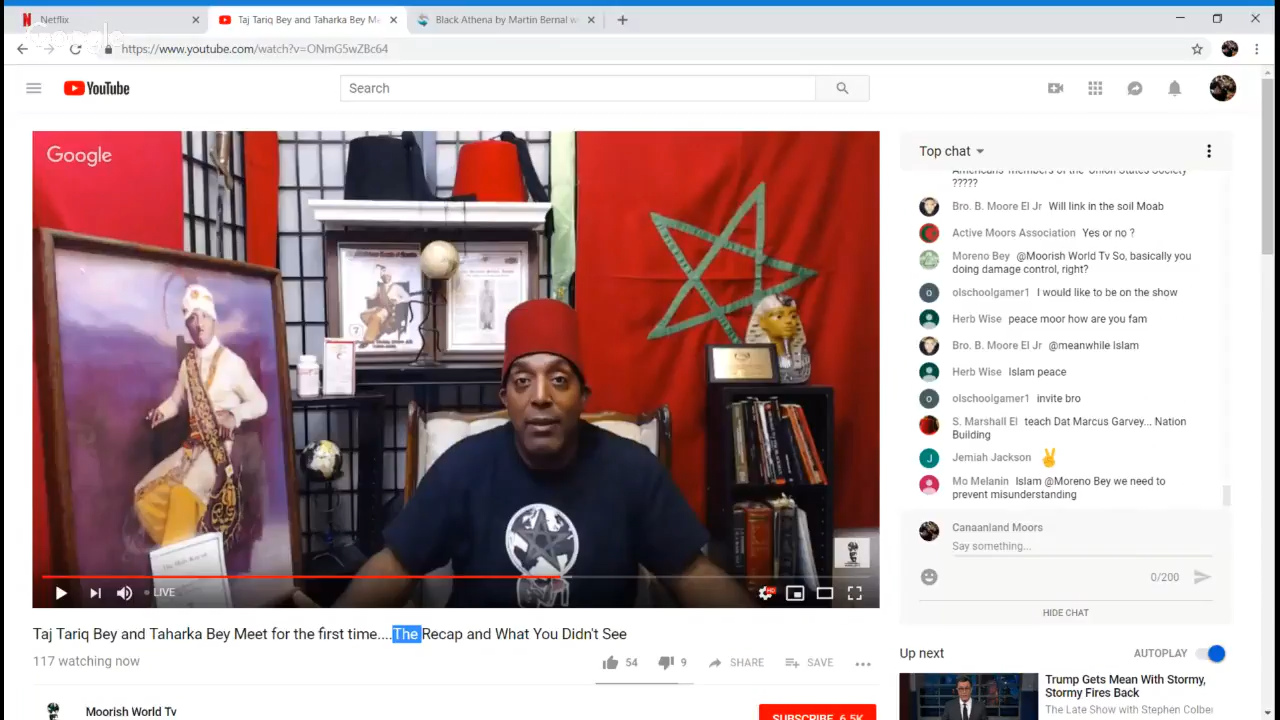 Netflix
Taj Tariq Bey and Taharka Bey Me
Black Athena by Martin Bernal w
Google
https://www.youtube.com/watch?v=ONmG5wZBc64
YouTube
Search
Google
Top chat
Americans members of the Union States Society
?????
Bro. B. Moore El Jr Will link in the soil Moab
Active Moors Association Yes or no ?
Moreno Bey @Moorish World Tv So, basically you
doing damage control, right?
olschoolgamer1 I would like to be on the show
Herb Wise peace moor how are you fam
Bro. B. Moore El Jr @meanwhile Islam
Herb Wise Islam peace
olschoolgamer1 invite bro
S. Marshall El teach Dat Marcus Garvey... Nation
Building
Jemiah Jackson
Mo Melanin Islam @Moreno Bey we need to
prevent misunderstanding
Canaanland Moors
Say something...
0/200
HIDE CHAT
LIVE
HD
Taj Tariq Bey and Taharka Bey Meet for the first time....The Recap and What You Didn't See
117 watching now
54
9
SHARE
SAVE
Up next
AUTOPLAY
Trump Gets Mean With Stormy,
Stormy Fires Back
The Late Show with Stephen Colbe
Moorish World Tv
SUBSCRIBE 6.5K